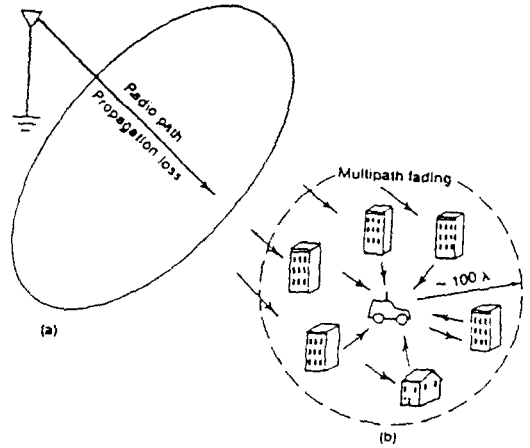 Radio path
Propagation loss
(a)
Multipath fading
~ 100 λ
(b)